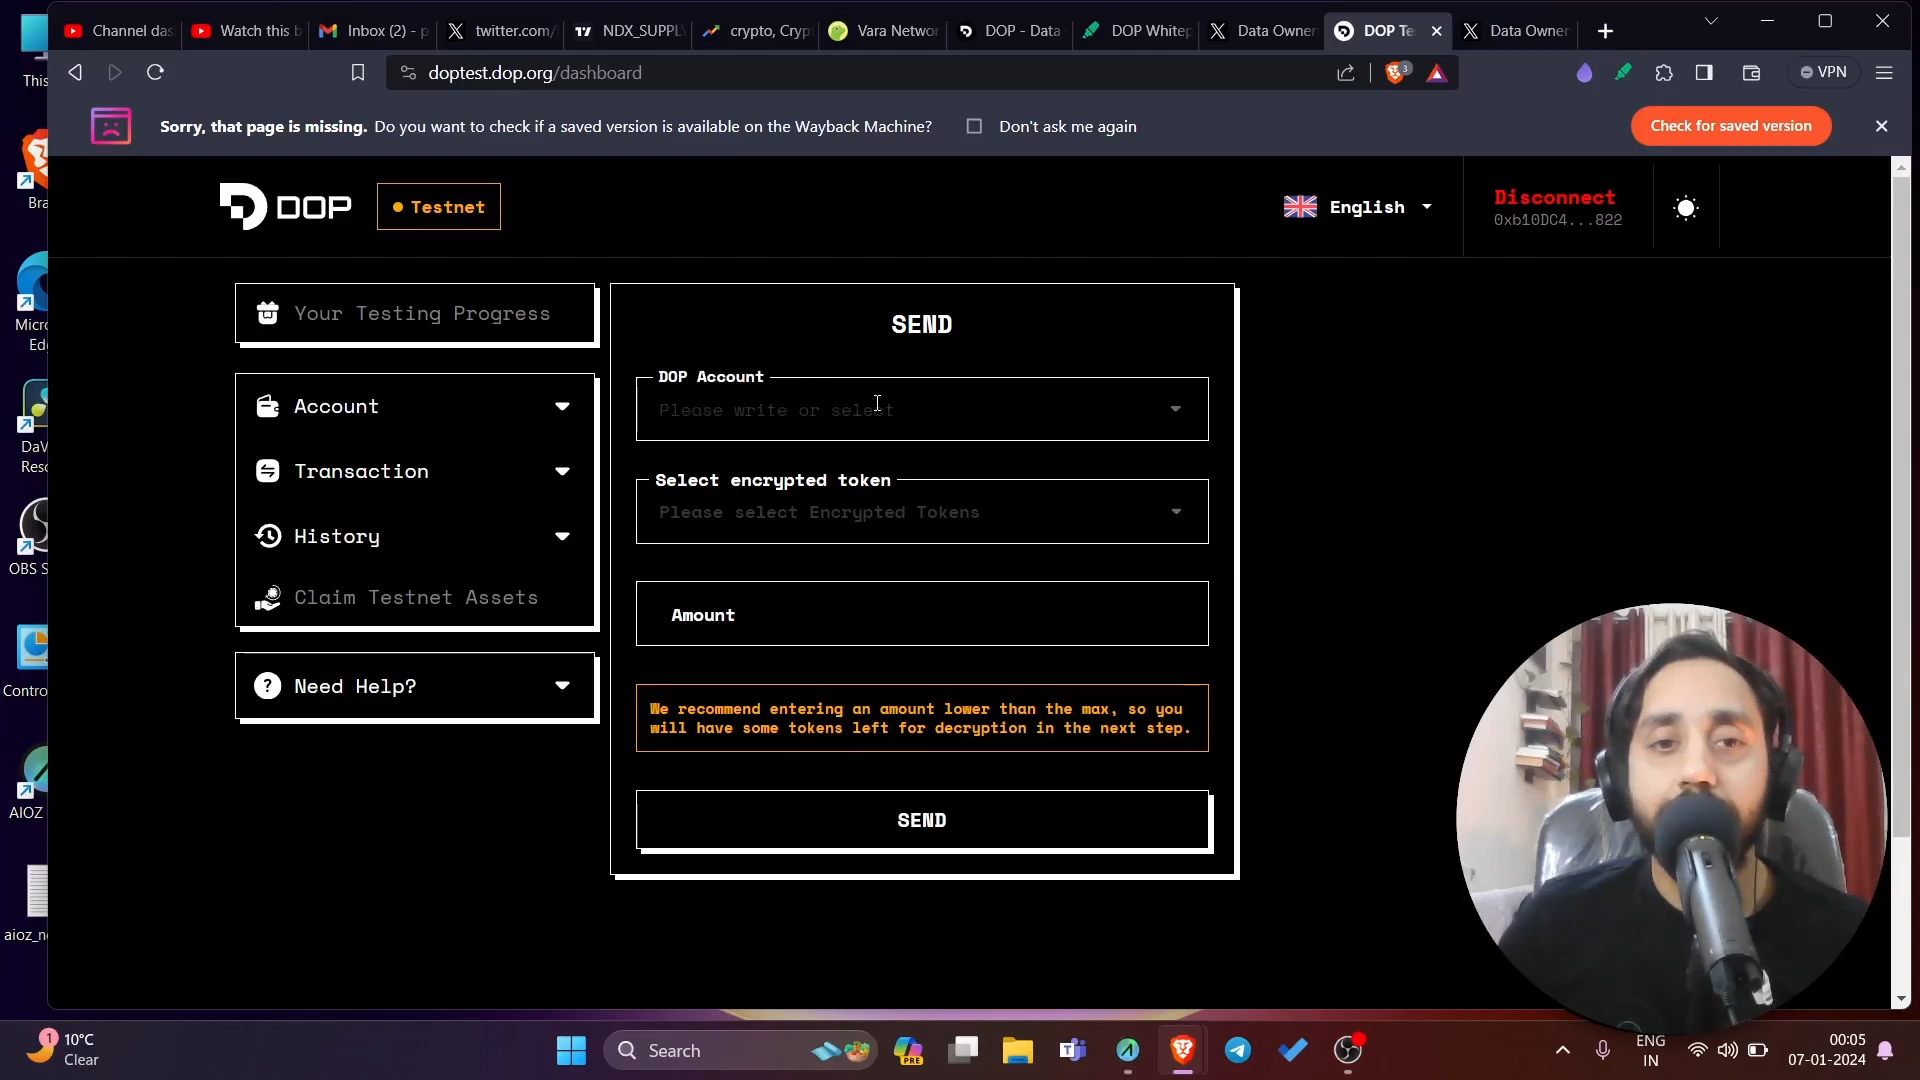 Channel das
Watch this b
Inbox (2) - p
twitter.com/
NDX_SUPPLY
crypto, Cryp
Vara Networ
DOP - Data
DOP Whitep
Data Owner
DOP Te
Data Owner
doptest.dop.org/dashboard
3
VPN
Sorry, that page is missing. Do you want to check if a saved version is available on the Wayback Machine?
Don't ask me again
Check for saved version
DOP
Testnet
English
Disconnect
0xb10DC4...822
Your Testing Progress
Account
Transaction
History
Claim Testnet Assets
Need Help?
SEND
DOP Account
Please write or select
Select encrypted token
Please select Encrypted Tokens
Amount
We recommend entering an amount lower than the max, so you
will have some tokens left for decryption in the next step.
SEND
This
Bra
Micro
Ed
DaV
Reso
OBS S
Contro
AIOZ
aioz_n
1
10°C
Clear
Search
PRE
ENG
IN
00:05
07-01-2024